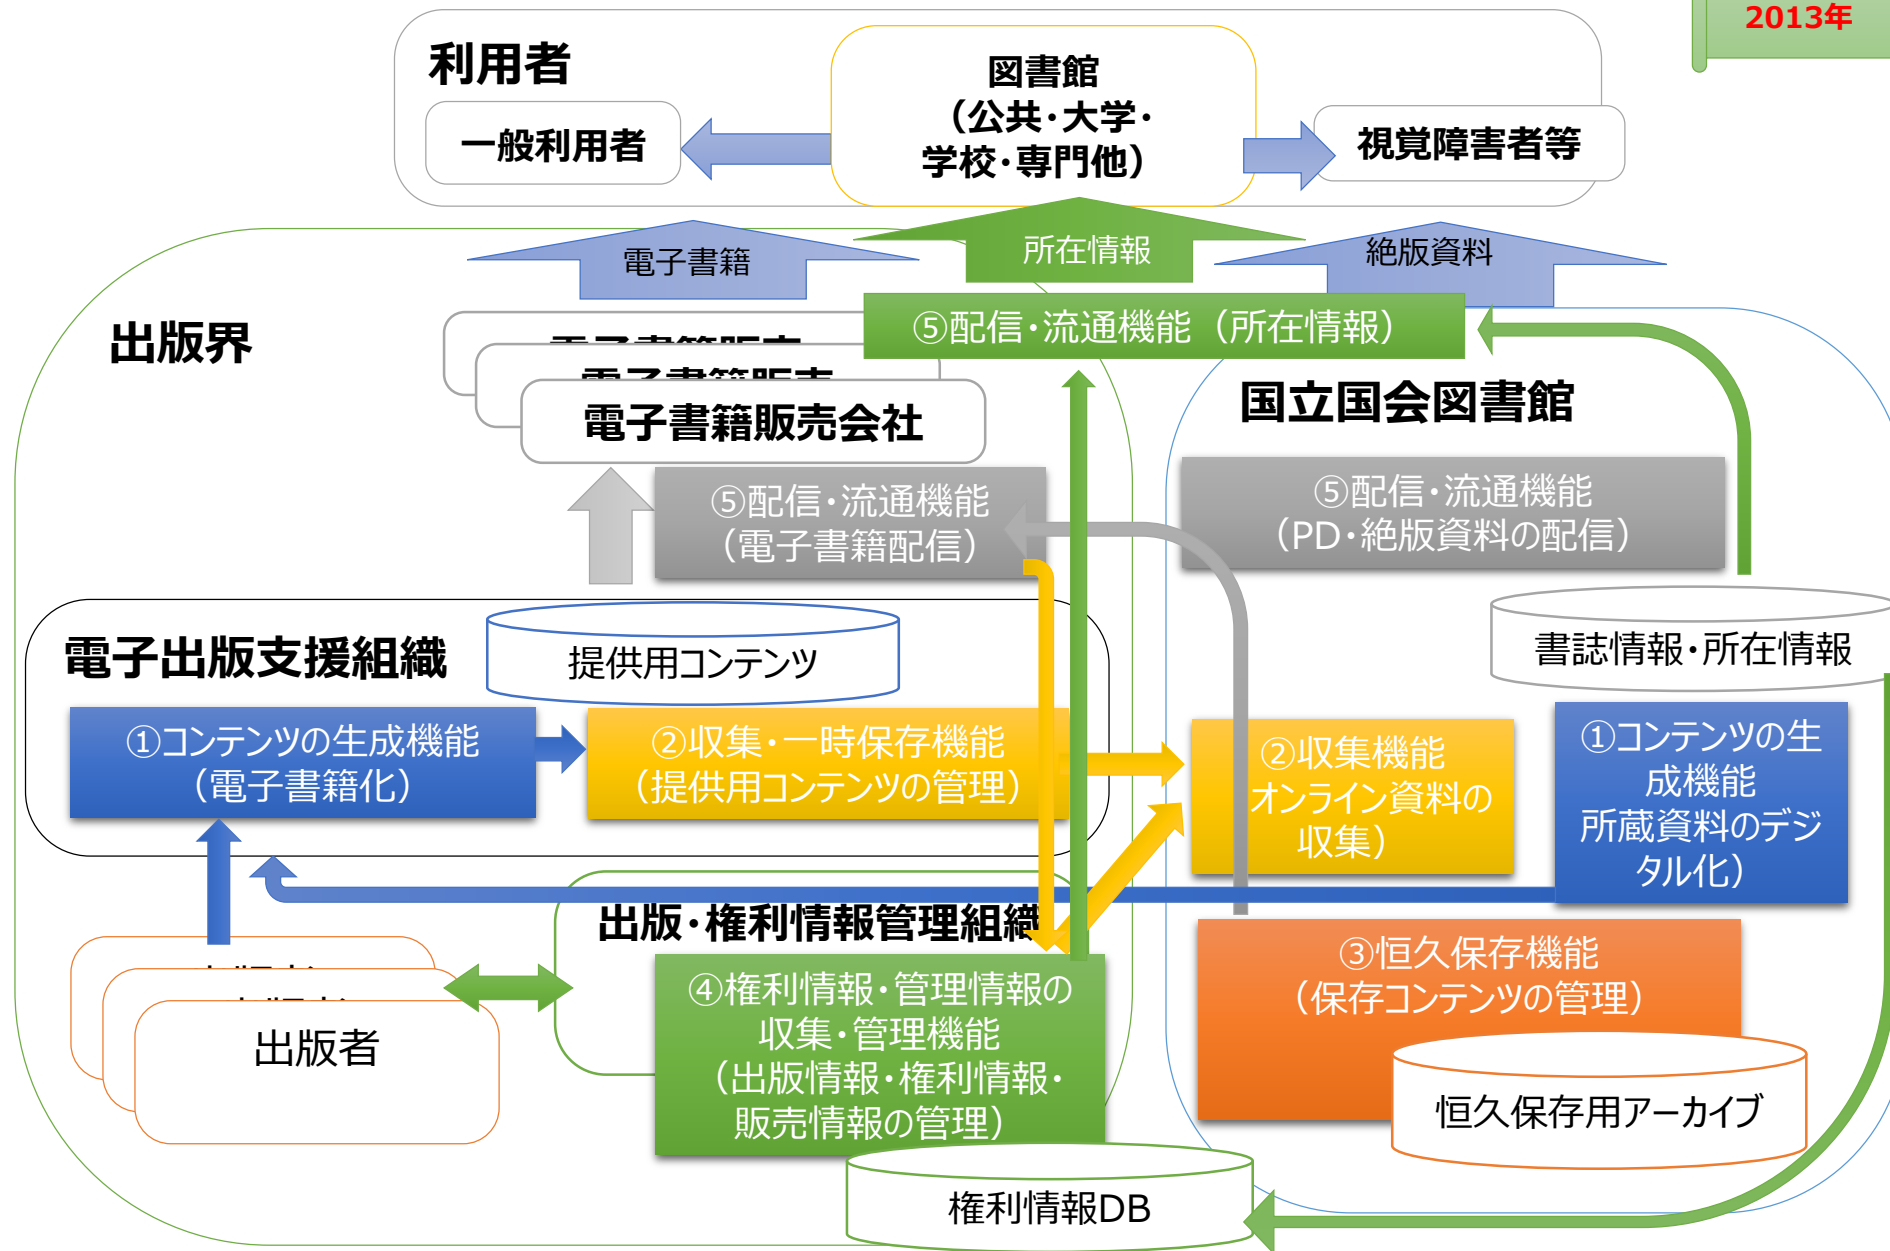 2013年
利用者
図書館
（公共・大学・
学校・専門他）
一般利用者
視覚障害者等
電子書籍
所在情報
絶版資料
出版界
⑤配信・流通機能（所在情報）
電子書籍販売
電子書籍販売
電子書籍販売会社
国立国会図書館
⑤配信・流通機能
（電子書籍配信）
⑤配信・流通機能
（PD・絶版資料の配信）
電子出版支援組織
提供用コンテンツ
書誌情報・所在情報
①コンテンツの生成機能
（電子書籍化）
②収集・一時保存機能
（提供用コンテンツの管理）
②収集機能
オンライン資料の
収集）
①コンテンツの生
成機能
所蔵資料のデジ
タル化）
出版・権利情報管理組織
出版者
④権利情報・管理情報の
収集・管理機能
（出版情報・権利情報・
販売情報の管理）
③恒久保存機能
（保存コンテンツの管理）
恒久保存用アーカイブ
権利情報DB